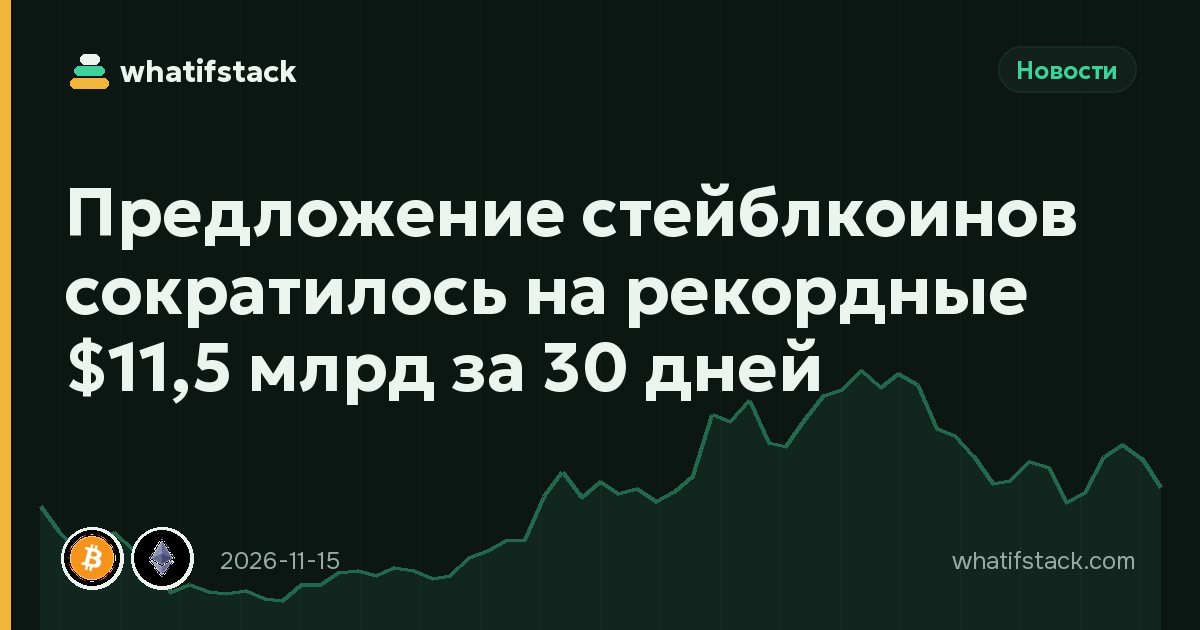 whatifstack
Новости
Предложение стейблкоинов
сократилось на рекордные
$11,5 млрд за 30 дней
2026-11-15
whatifstack.com